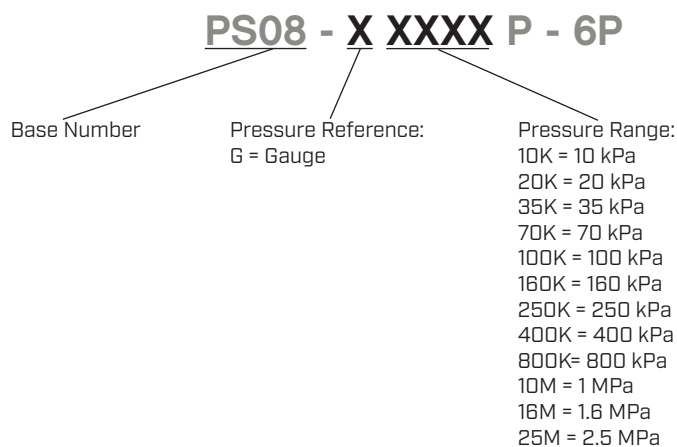 PS08 - X XXXX P - 6P
Base Number
Pressure Reference:
G = Gauge
Pressure Range:
10K = 10 kPa
20K = 20 kPa
35K = 35 kPa
70K = 70 kPa
100K = 100 kPa
160K = 160 kPa
250K = 250 kPa
400K = 400 kPa
800K= 800 kPa
10M = 1 MPa
16M = 1.6 MPa
25M = 2.5 MPa